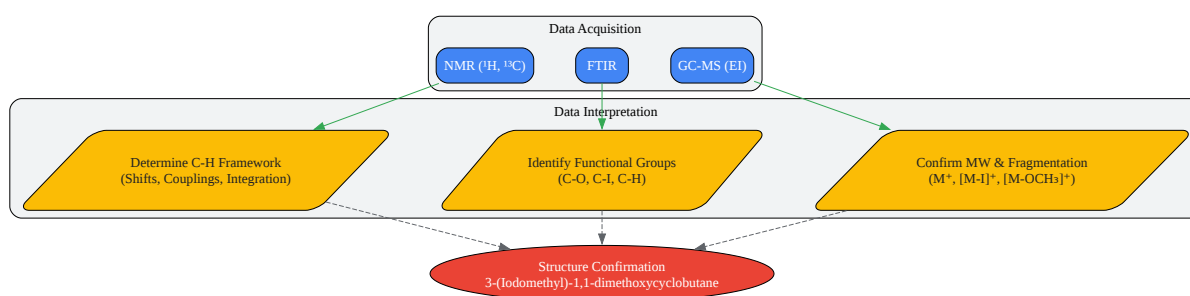 Data Acquisition
NMR (¹H, ¹³C)
FTIR
GC-MS (EI)
Data Interpretation
Determine C-H Framework
(Shifts, Couplings, Integration)
Identify Functional Groups
(C-O, C-I, C-H)
Confirm MW & Fragmentation
(M⁺, [M-I]⁺, [M-OCH₃]⁺)
Structure Confirmation
3-(Iodomethyl)-1,1-dimethoxycyclobutane